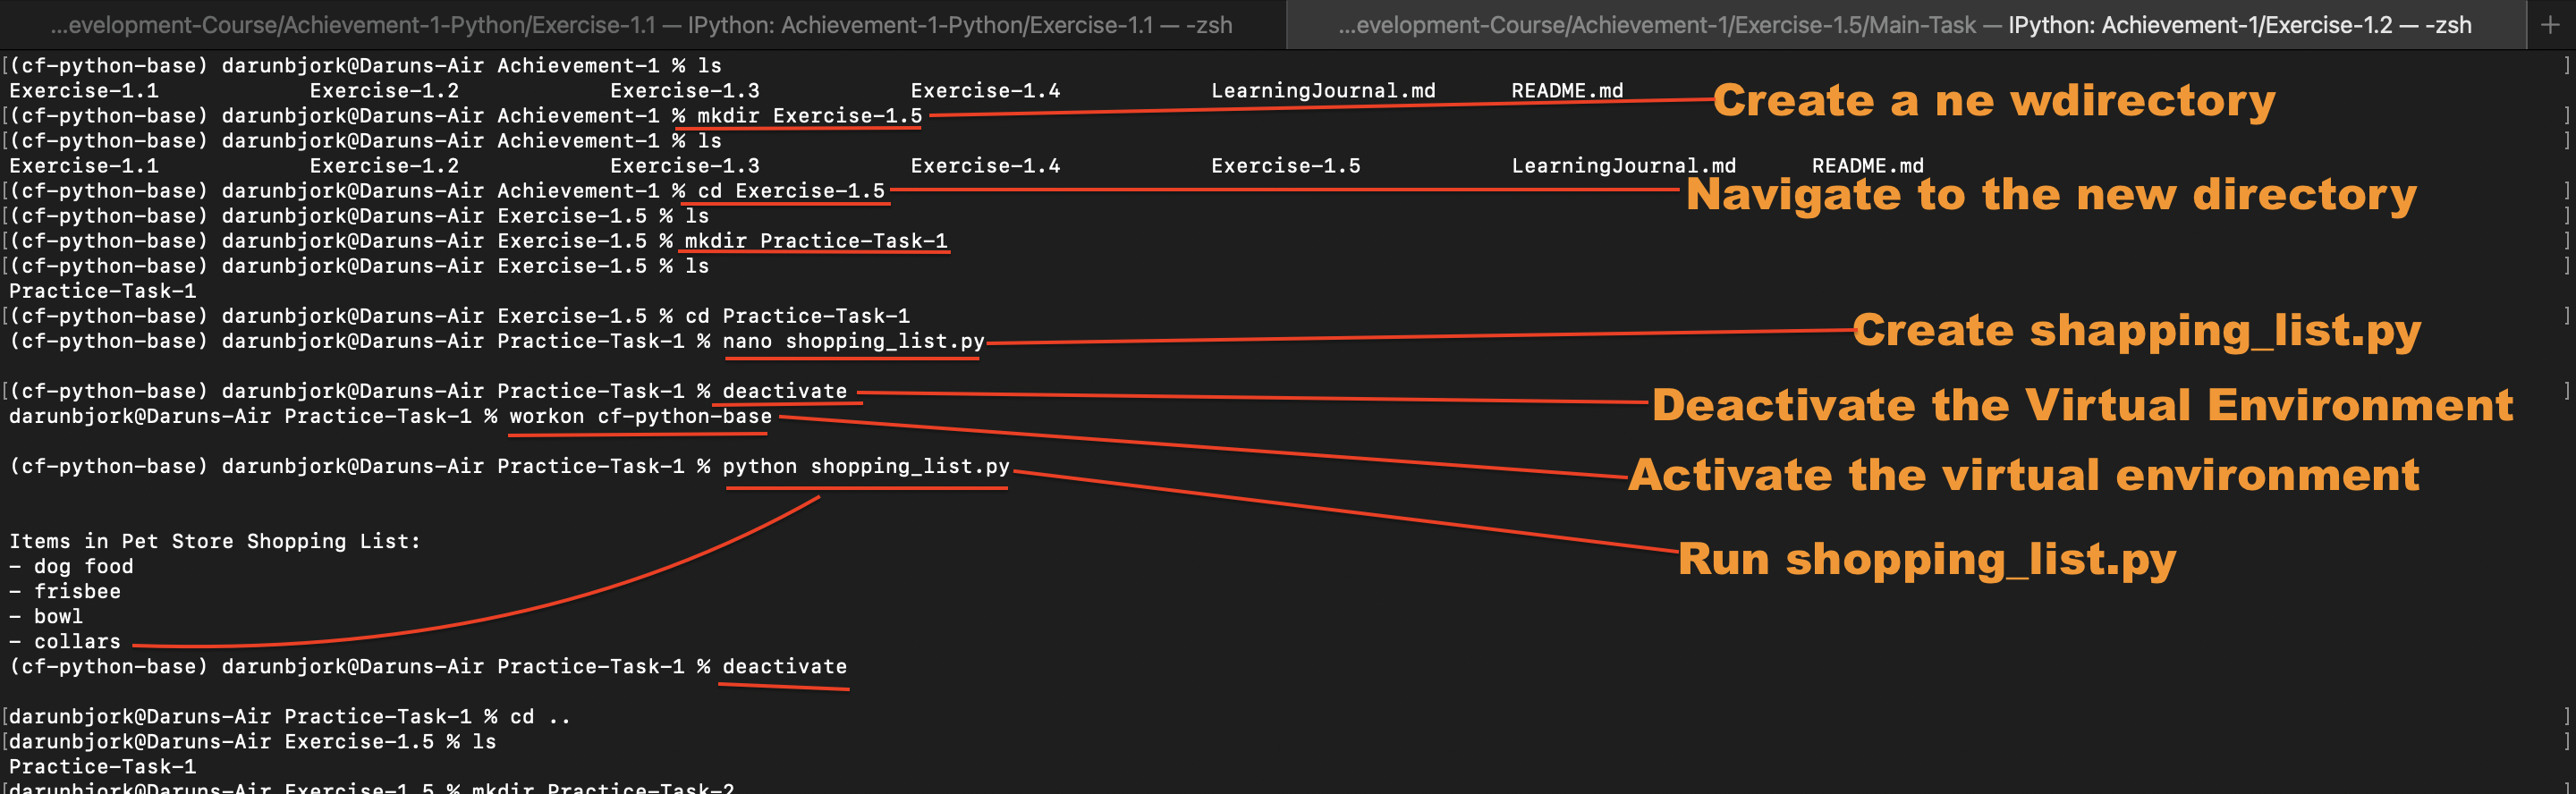 ...evelopment-Course/Achievement-1-Python/Exercise-1.1 — IPython: Achievement-1-Python/Exercise-1.1 — -zsh
...evelopment-Course/Achievement-1/Exercise-1.5/Main-Task — IPython: Achievement-1/Exercise-1.2 — -zsh +
[(cf-python-base) darunbjork@Daruns-Air Achievement-1 % ls ]
Exercise-1.1 Exercise-1.2 Exercise-1.3 Exercise-1.4 LearningJournal.md README.md
Create a ne wdirectory
[(cf-python-base) darunbjork@Daruns-Air Achievement-1 % mkdir Exercise-1.5 ]
[(cf-python-base) darunbjork@Daruns-Air Achievement-1 % ls ]
Exercise-1.1 Exercise-1.2 Exercise-1.3 Exercise-1.4 Exercise-1.5 LearningJournal.md README.md
[(cf-python-base) darunbjork@Daruns-Air Achievement-1 % cd Exercise-1.5 ]
Navigate to the new directory
[(cf-python-base) darunbjork@Daruns-Air Exercise-1.5 % ls ]
[(cf-python-base) darunbjork@Daruns-Air Exercise-1.5 % mkdir Practice-Task-1 ]
[(cf-python-base) darunbjork@Daruns-Air Exercise-1.5 % ls ]
Practice-Task-1
[(cf-python-base) darunbjork@Daruns-Air Exercise-1.5 % cd Practice-Task-1 ]
(cf-python-base) darunbjork@Daruns-Air Practice-Task-1 % nano shopping_list.py
Create shapping_list.py
[(cf-python-base) darunbjork@Daruns-Air Practice-Task-1 % deactivate ]
Deactivate the Virtual Environment
darunbjork@Daruns-Air Practice-Task-1 % workon cf-python-base
Activate the virtual environment
(cf-python-base) darunbjork@Daruns-Air Practice-Task-1 % python shopping_list.py
Run shopping_list.py
Items in Pet Store Shopping List:
- dog food
- frisbee
- bowl
- collars
(cf-python-base) darunbjork@Daruns-Air Practice-Task-1 % deactivate
[darunbjork@Daruns-Air Practice-Task-1 % cd .. ]
[darunbjork@Daruns-Air Exercise-1.5 % ls ]
Practice-Task-1
[darunbjork@Daruns-Air Exercise-1.5 % mkdir Practice-Task-2